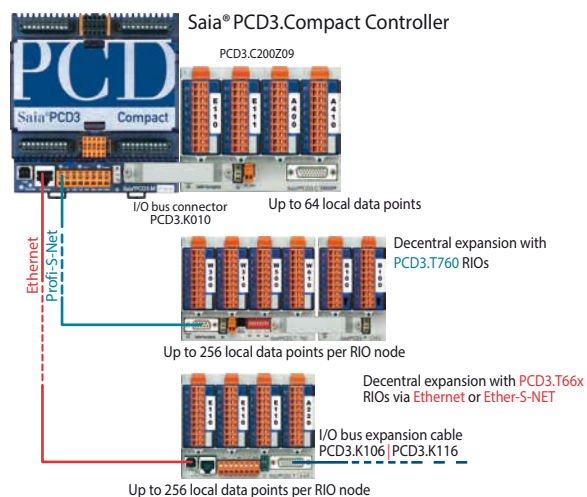 Saia® PCD3.Compact Controller
PCD3.C200Z09
PCD
Saia®PCD3 Compact
E110
E111
A400
A410
I/O bus connector
PCD3.K010
Up to 64 local data points
Ethernet
Profi-S-Net
Decentral expansion with
PCD3.T760 RIOs
Up to 256 local data points per RIO node
Decentral expansion with PCD3.T66x
RIOs via Ethernet or Ether-S-NET
E110
E110
E110
I/O bus expansion cable
PCD3.K106 | PCD3.K116
Up to 256 local data points per RIO node